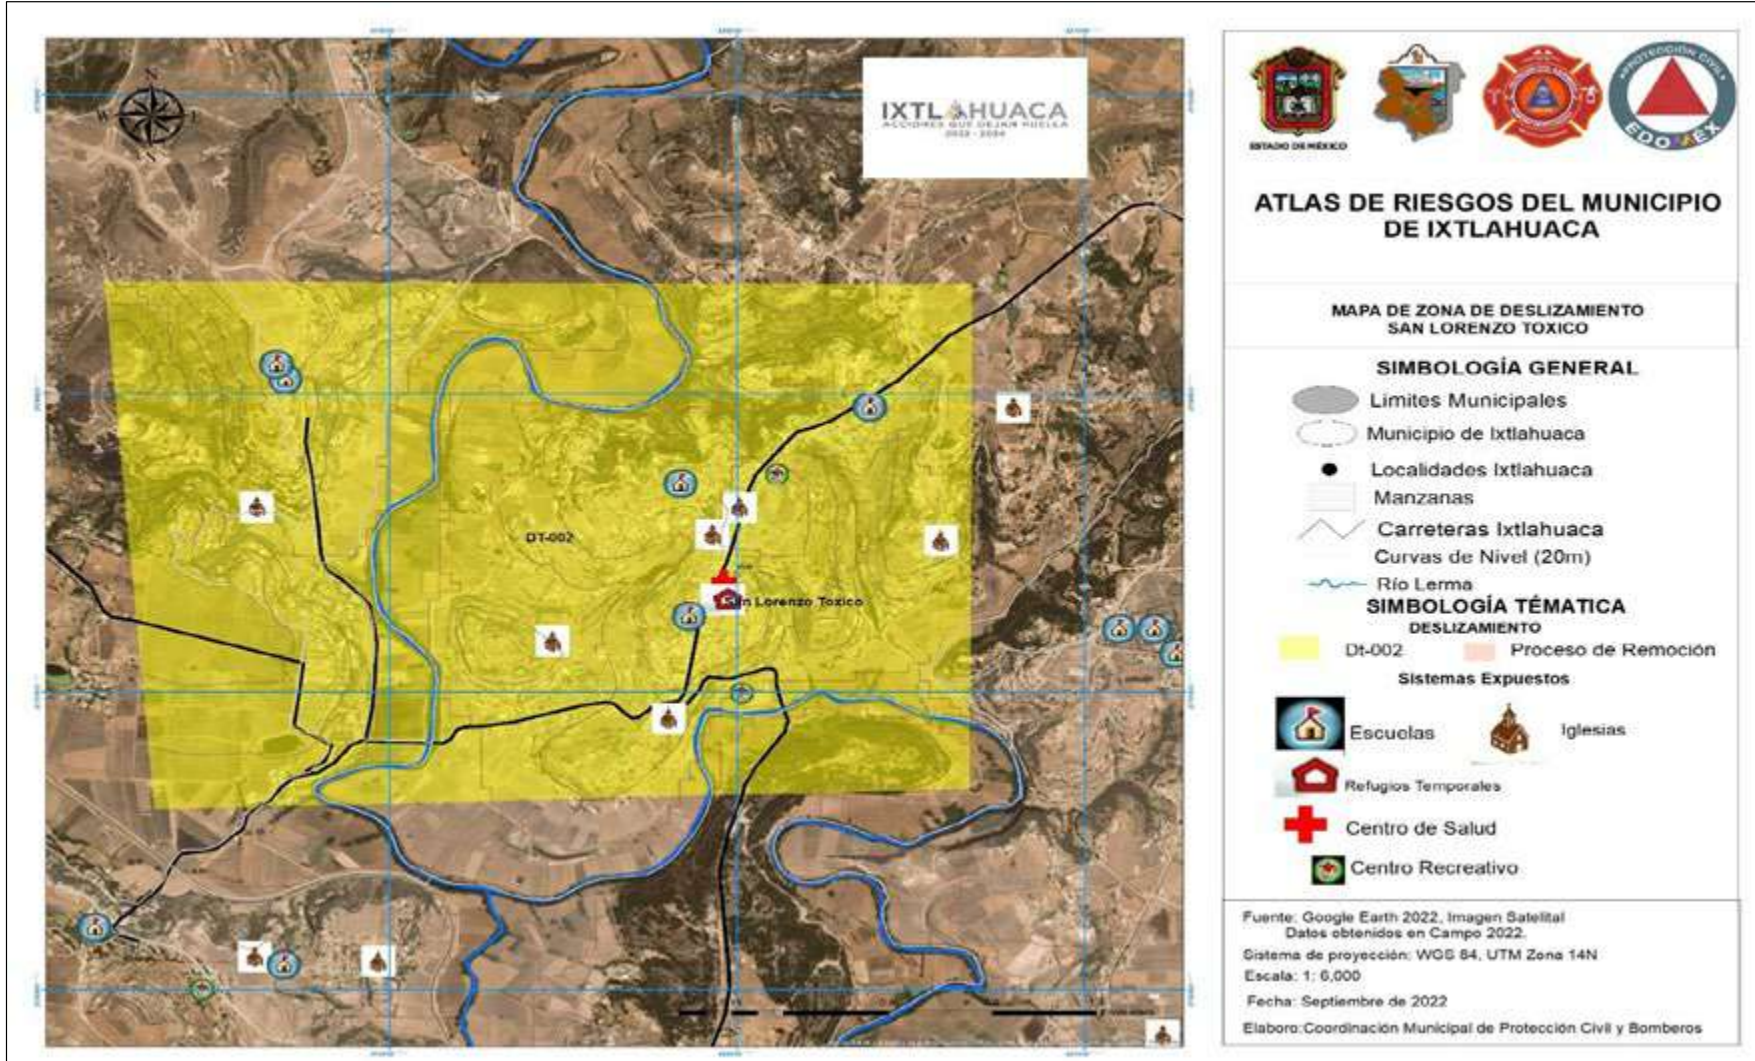 IXTLAHUACA
ACCIONES QUE DEJAN HUELLA
2022 - 2024
N
W
S
DT-002
San Lorenzo Toxico
ESTADO DE MÉXICO
PROTECCIÓN CIVIL
EDOMÉX
ATLAS DE RIESGOS DEL MUNICIPIO
DE IXTLAHUACA
MAPA DE ZONA DE DESLIZAMIENTO
SAN LORENZO TOXICO
SIMBOLOGÍA GENERAL
Limites Municipales
Municipio de Ixtlahuaca
Localidades Ixtlahuaca
Manzanas
Carreteras Ixtlahuaca
Curvas de Nivel (20m)
Río Lerma
SIMBOLOGÍA TÉMATICA
DESLIZAMIENTO
Dt-002 Proceso de Remoción
Sistemas Expuestos
Escuelas Iglesias
Refugios Temporales
Centro de Salud
Centro Recreativo
Fuente: Google Earth 2022, Imagen Satelital
Datos obtenidos en Campo 2022.
Sistema de proyección: WGS 84, UTM Zona 14N
Escala: 1: 6,000
Fecha: Septiembre de 2022
Elaboro:Coordinación Municipal de Protección Civil y Bomberos